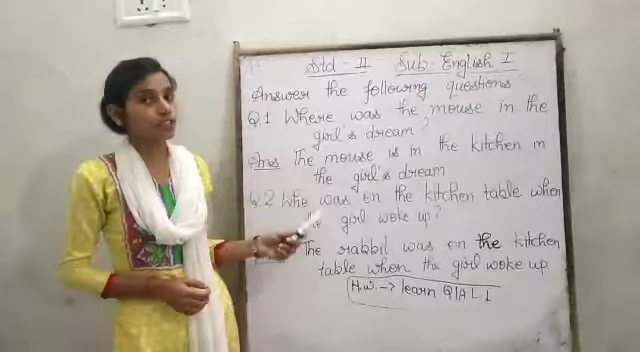 Std - II Sub - English I
Answer the following questions
Q.1 Where was the mouse in the
girl's dream?
Ans The mouse is in the kitchen in
the girl's dream
Q.2 Who was on the kitchen table when
the girl woke up?
The rabbit was on the kitchen
table when the girl woke up.
H.W. → learn Q/A L 1